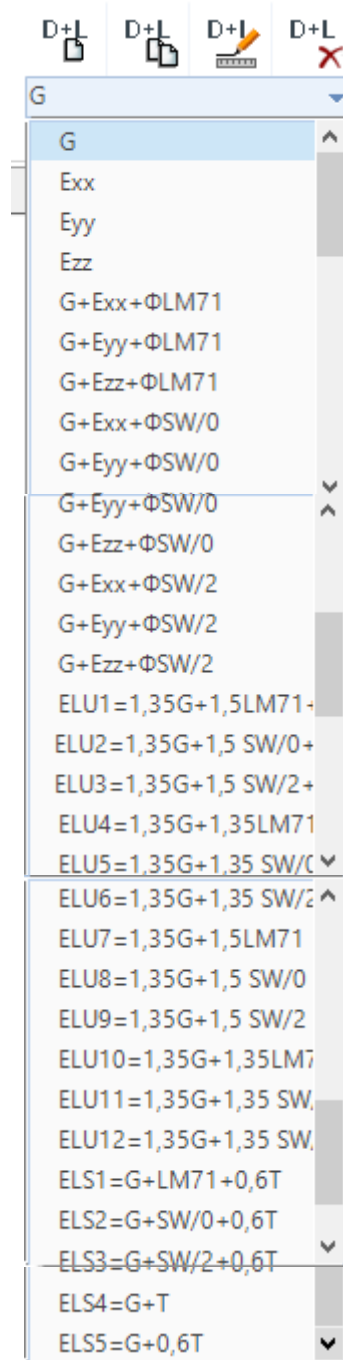 D+L D+L D+L D+L
G
G
Exx
Eyy
Ezz
G+Exx+ΦLM71
G+Eyy+ΦLM71
G+Ezz+ΦLM71
G+Exx+ΦSW/0
G+Eyy+ΦSW/0
G+Eyy+ΦSW/0
G+Ezz+ΦSW/0
G+Exx+ΦSW/2
G+Eyy+ΦSW/2
G+Ezz+ΦSW/2
ELU1=1,35G+1,5LM71+
ELU2=1,35G+1,5 SW/0+
ELU3=1,35G+1,5 SW/2+
ELU4=1,35G+1,35LM71
ELU5=1,35G+1,35 SW/0
ELU6=1,35G+1,35 SW/2
ELU7=1,35G+1,5LM71
ELU8=1,35G+1,5 SW/0
ELU9=1,35G+1,5 SW/2
ELU10=1,35G+1,35LM7
ELU11=1,35G+1,35 SW/
ELU12=1,35G+1,35 SW/
ELS1=G+LM71+0,6T
ELS2=G+SW/0+0,6T
ELS3=G+SW/2+0,6T
ELS4=G+T
ELS5=G+0,6T